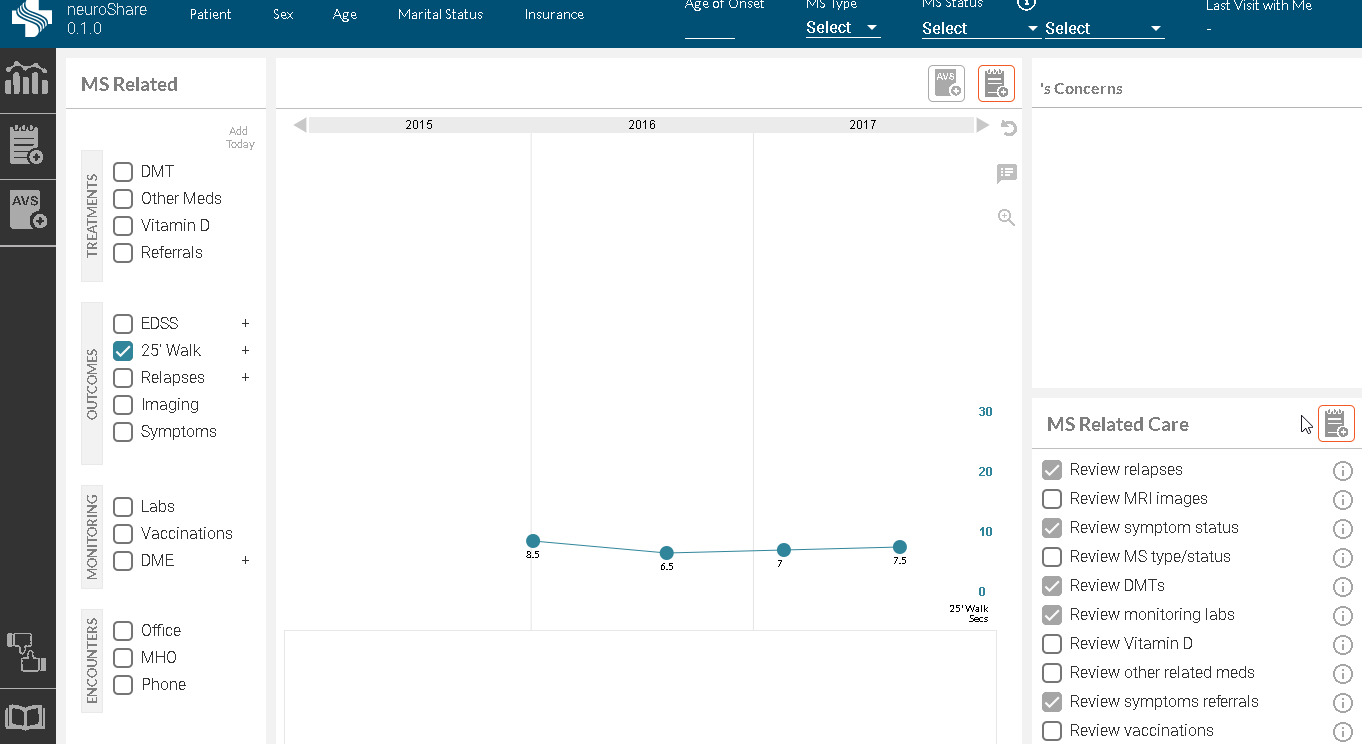 neuroShare
0.1.0
Patient
Sex
Age
Marital Status
Insurance
Age of Onset
MS Type
Select
MS Status
Select
Select
Last Visit with Me
-
MS Related
Add
Today
TREATMENTS
DMT
Other Meds
Vitamin D
Referrals
OUTCOMES
EDSS +
25' Walk +
Relapses +
Imaging
Symptoms
MONITORING
Labs
Vaccinations
DME +
ENCOUNTERS
Office
MHO
Phone
AVS
AVS
2015 2016 2017
30
20
10
0
8.5
6.5
7
7.5
25' Walk
Secs
's Concerns
MS Related Care
Review relapses
Review MRI images
Review symptom status
Review MS type/status
Review DMTs
Review monitoring labs
Review Vitamin D
Review other related meds
Review symptoms referrals
Review vaccinations